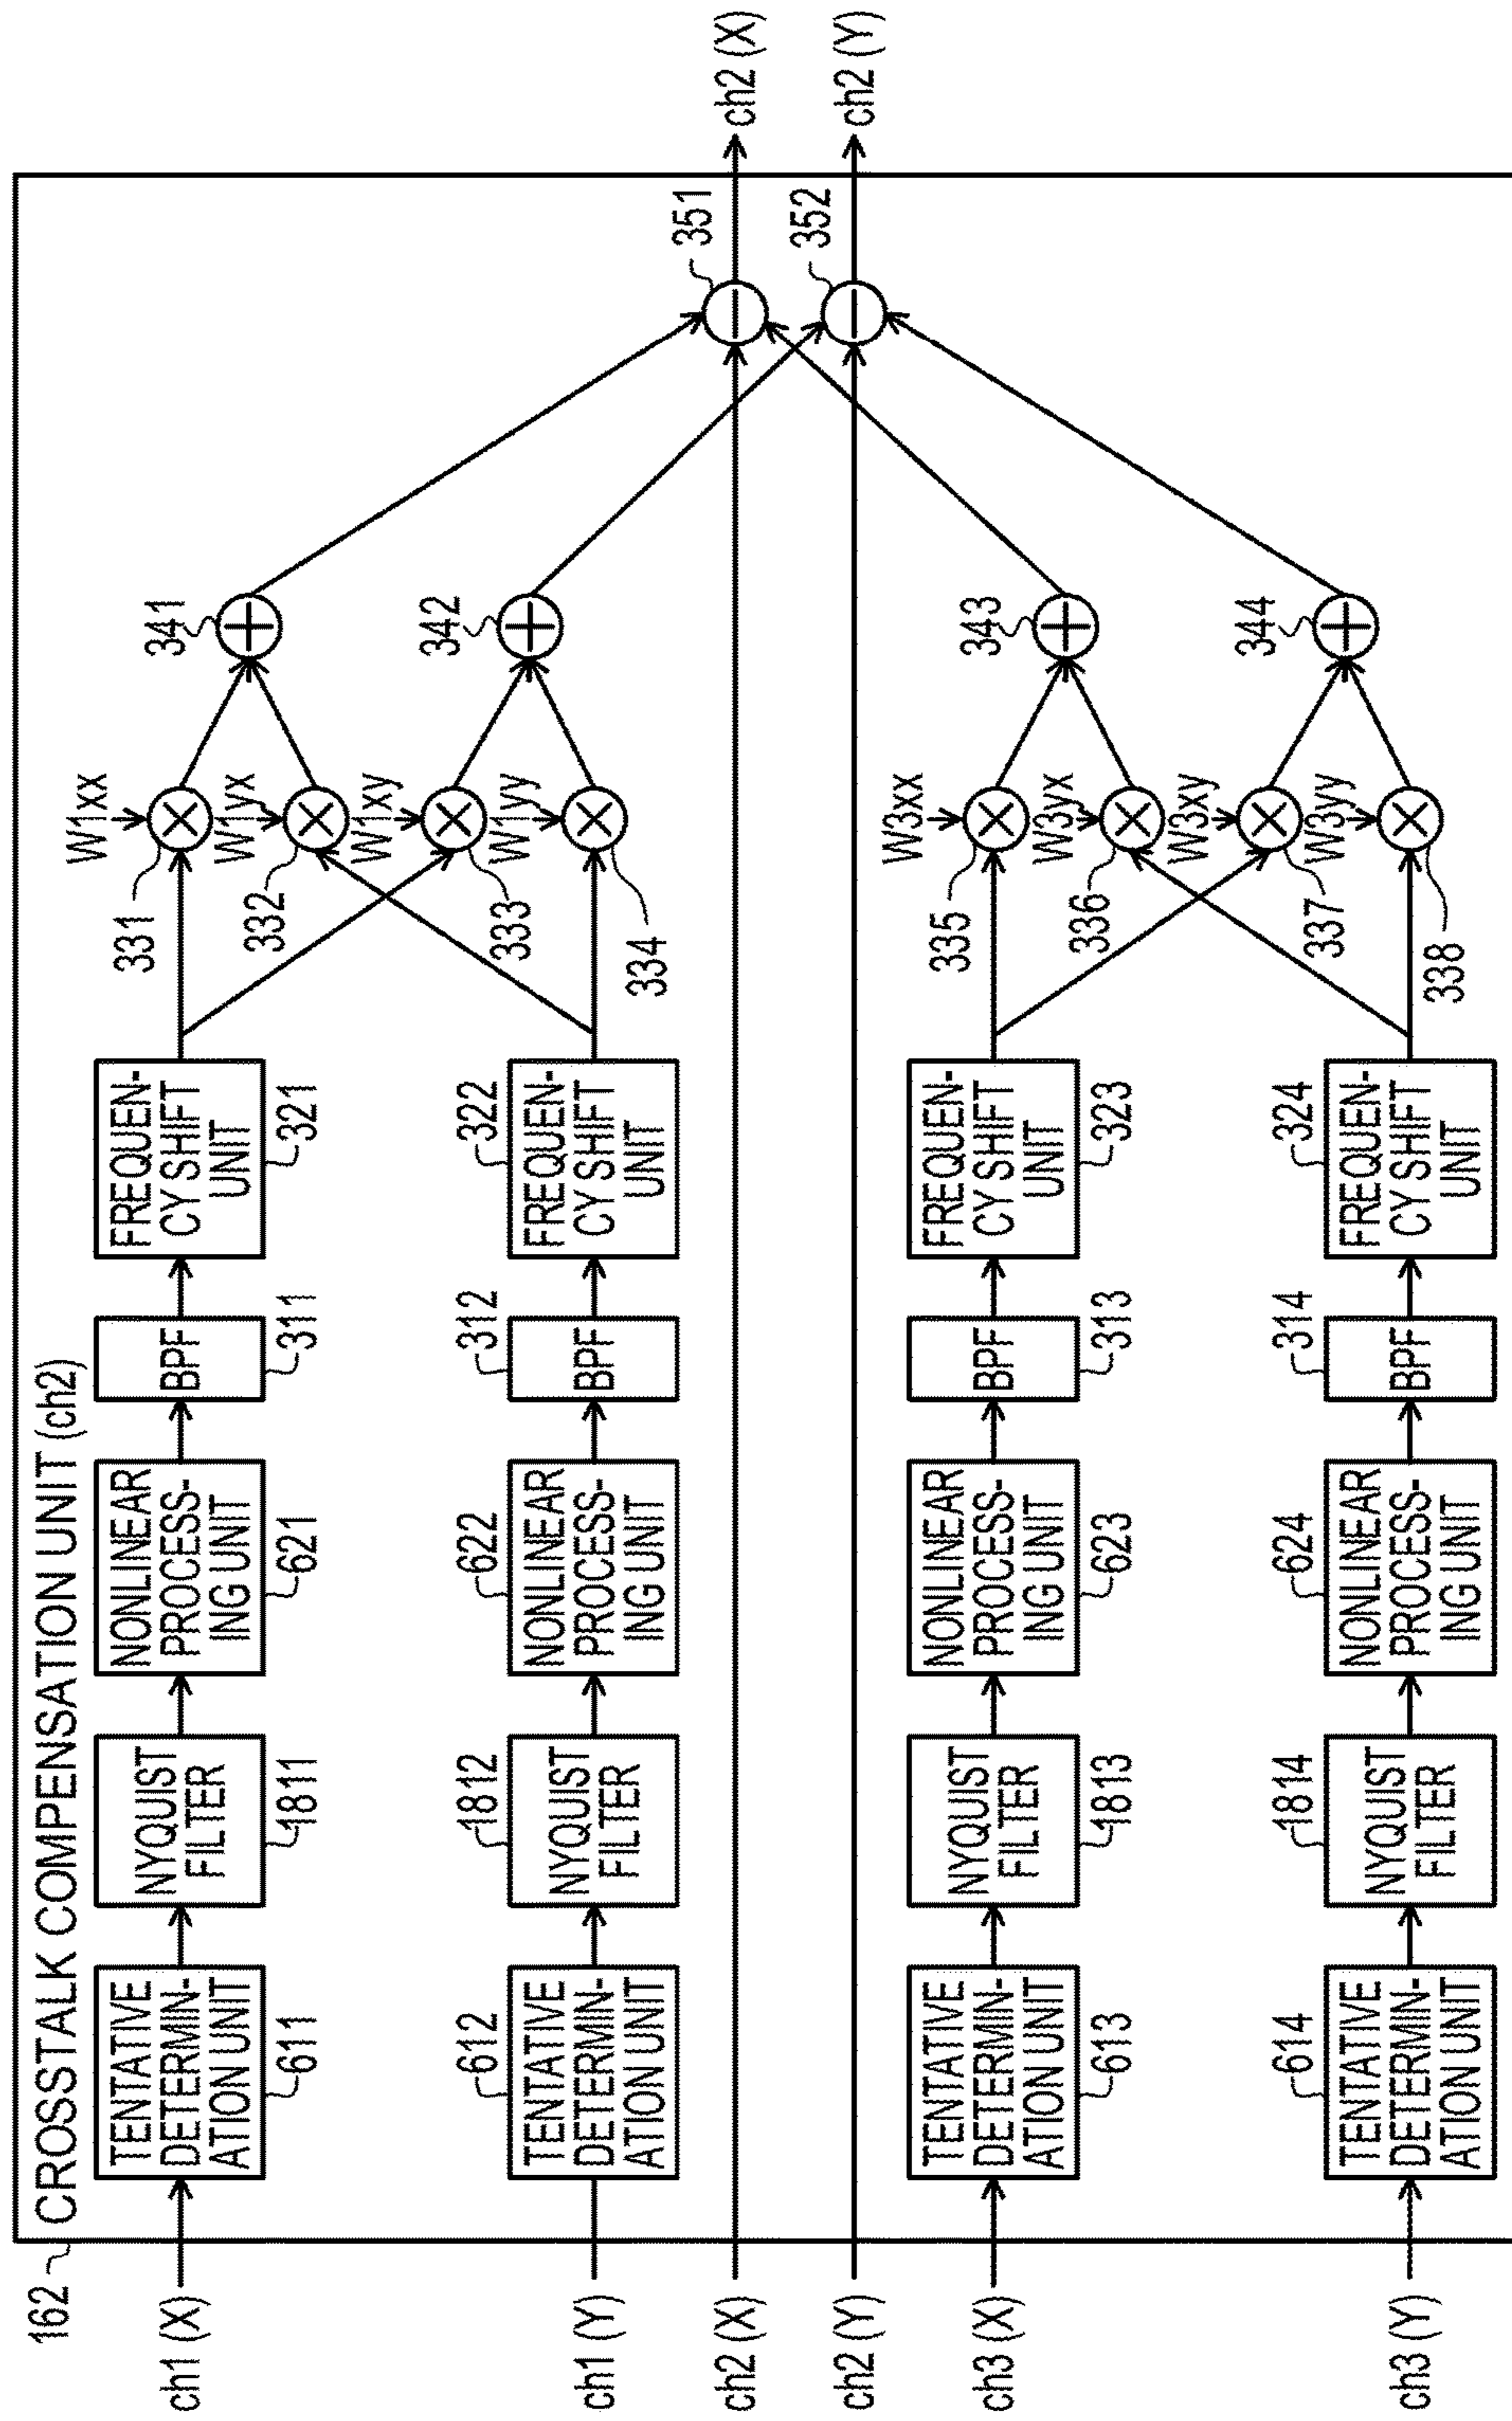 162
CROSSTALK COMPENSATION UNIT (ch2)
ch1 (X)
TENTATIVE
DETERMIN-
ATION UNIT
611
NYQUIST
FILTER
1811
NONLINEAR
PROCESS-
ING UNIT
621
BPF
311
FREQUEN-
CY SHIFT
UNIT
321
W1xx
331
W1yx
332
341
ch1 (Y)
TENTATIVE
DETERMIN-
ATION UNIT
612
NYQUIST
FILTER
1812
NONLINEAR
PROCESS-
ING UNIT
622
BPF
312
FREQUEN-
CY SHIFT
UNIT
322
W1xy
333
W1yy
334
342
ch2 (X)
351
ch2 (X)
ch2 (Y)
352
ch2 (Y)
ch3 (X)
TENTATIVE
DETERMIN-
ATION UNIT
613
NYQUIST
FILTER
1813
NONLINEAR
PROCESS-
ING UNIT
623
BPF
313
FREQUEN-
CY SHIFT
UNIT
323
W3xx
335
W3yx
336
343
ch3 (Y)
TENTATIVE
DETERMIN-
ATION UNIT
614
NYQUIST
FILTER
1814
NONLINEAR
PROCESS-
ING UNIT
624
BPF
314
FREQUEN-
CY SHIFT
UNIT
324
W3xy
337
W3yy
338
344